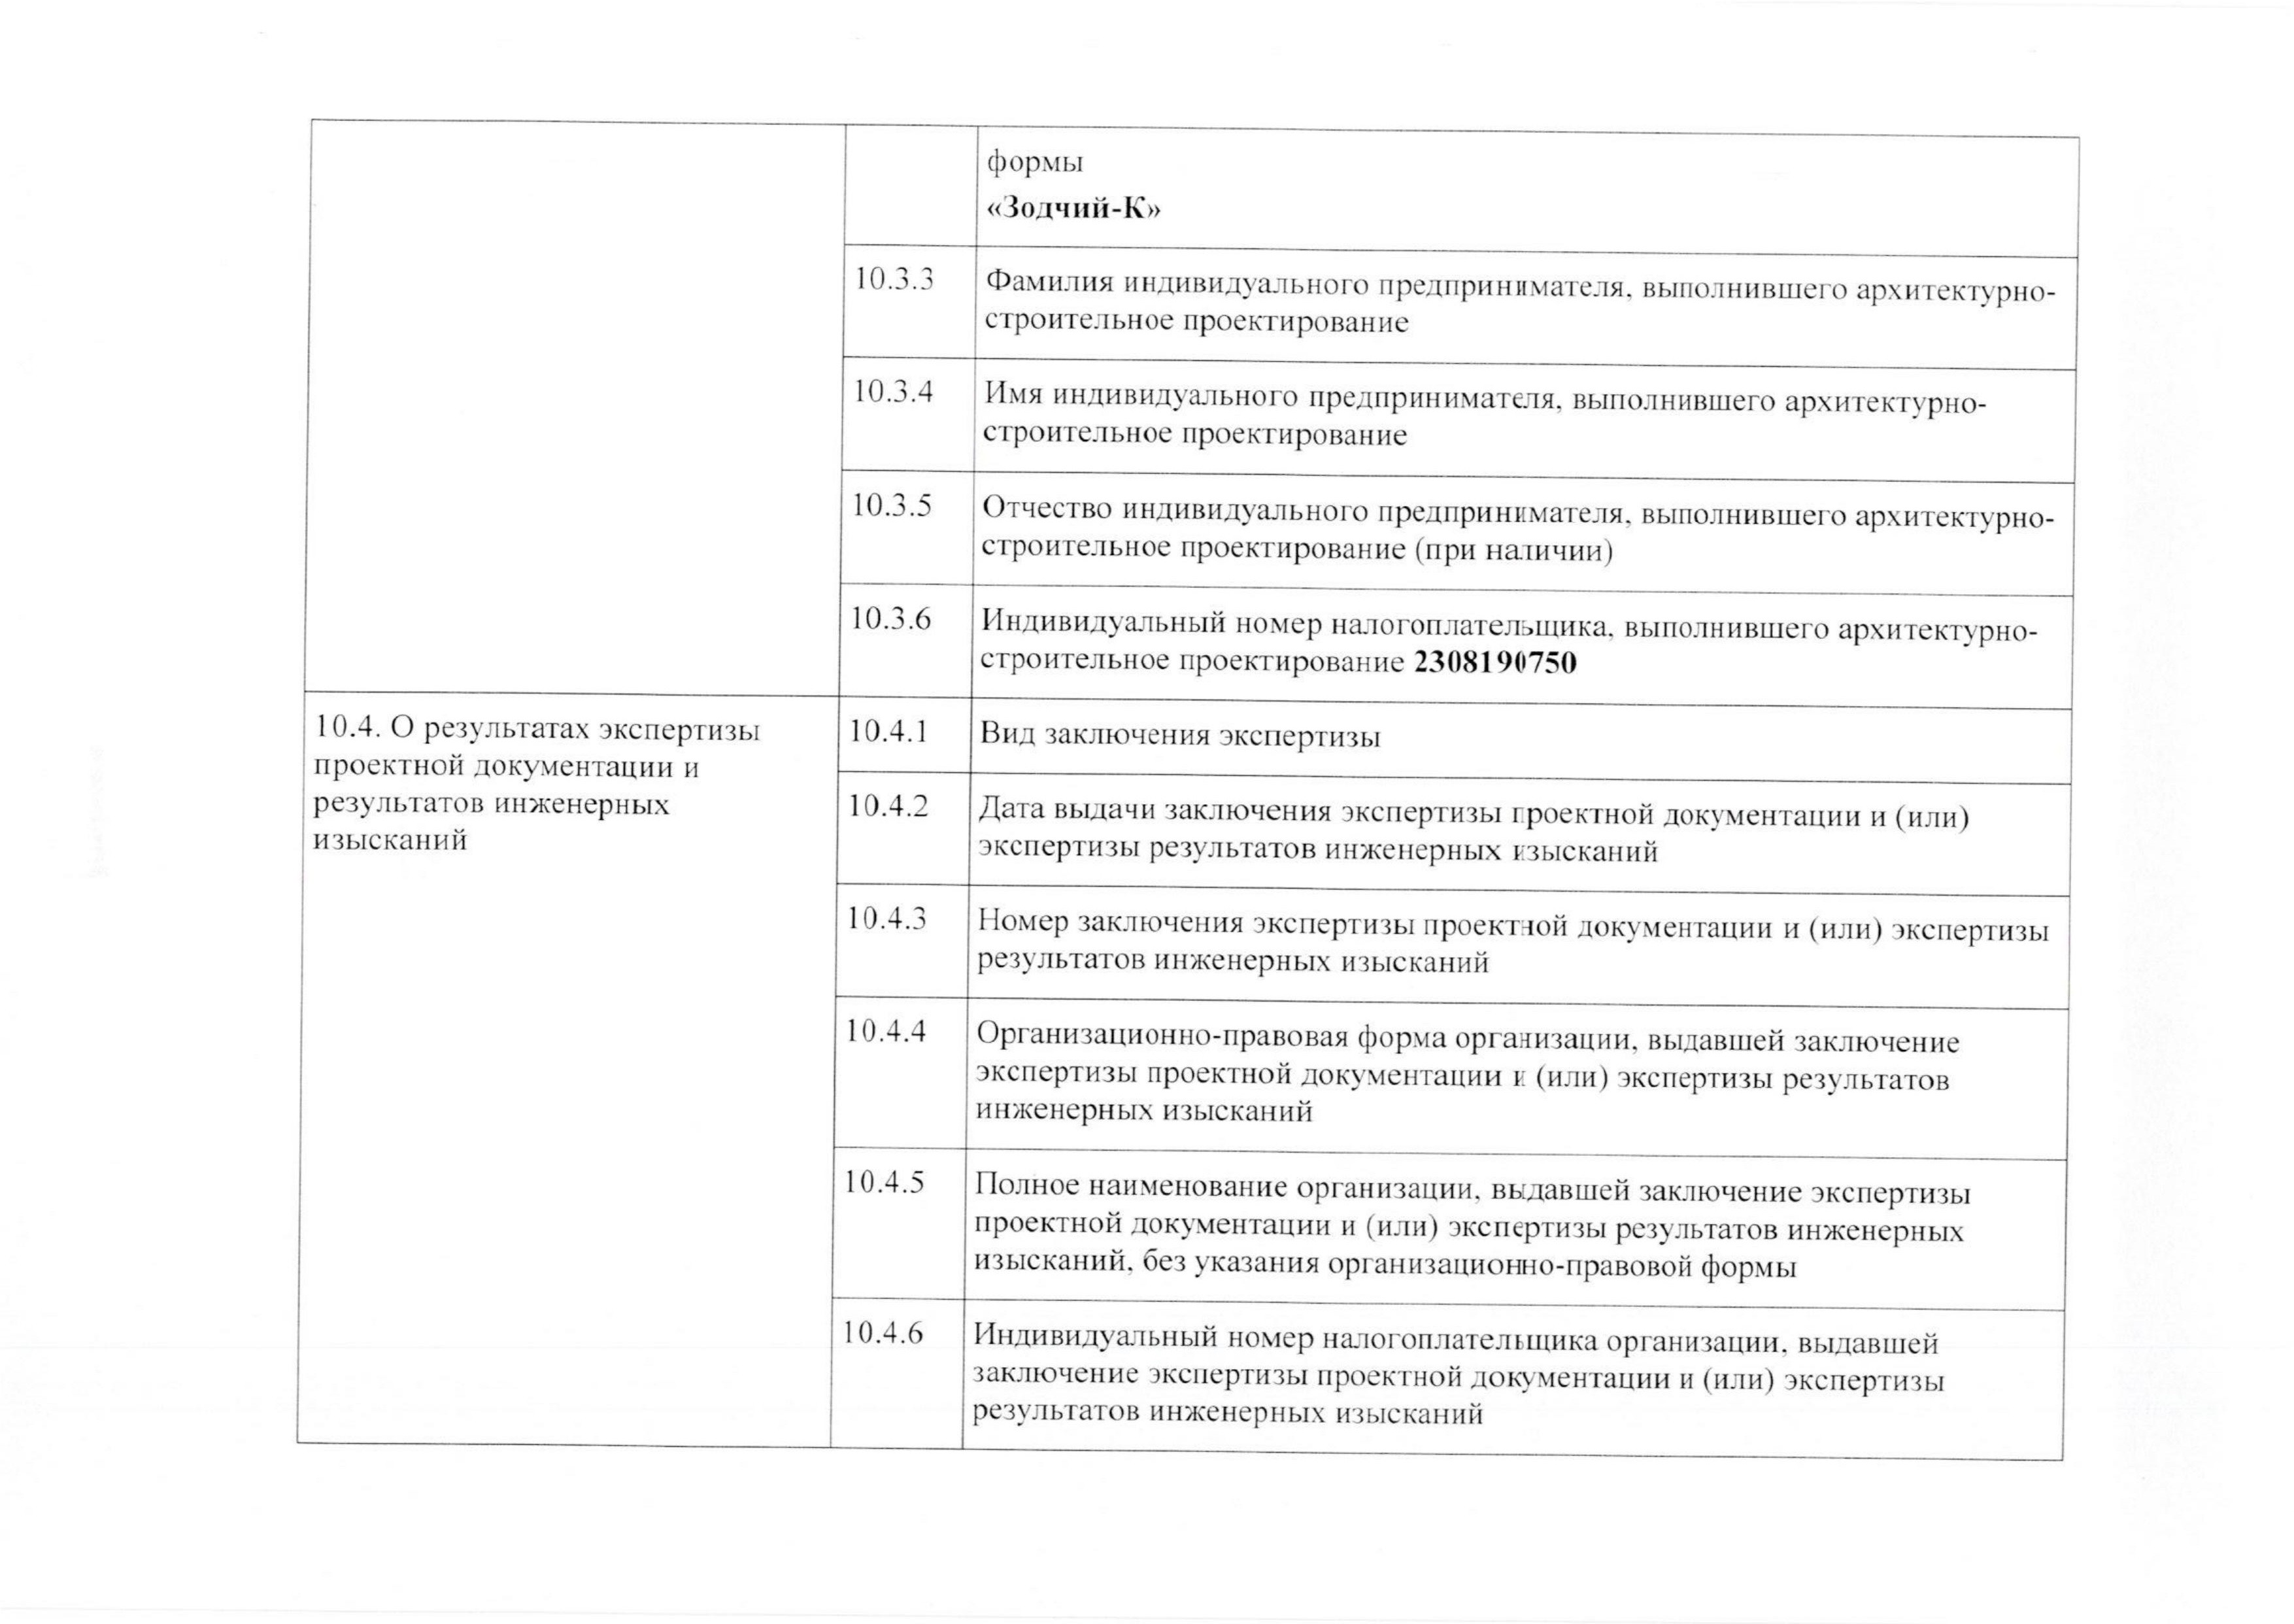 формы
«Зодчий-К»
10.3.3 Фамилия индивидуального предпринимателя, выполнившего архитектурно-
строительное проектирование
10.3.4 Имя индивидуального предпринимателя, выполнившего архитектурно-
строительное проектирование
10.3.5 Отчество индивидуального предпринимателя, выполнившего архитектурно-
строительное проектирование (при наличии)
10.3.6 Индивидуальный номер налогоплательщика, выполнившего архитектурно-
строительное проектирование 2308190750
10.4. О результатах экспертизы
проектной документации и
результатов инженерных
изысканий
10.4.1 Вид заключения экспертизы
10.4.2 Дата выдачи заключения экспертизы проектной документации и (или)
экспертизы результатов инженерных изысканий
10.4.3 Номер заключения экспертизы проектной документации и (или) экспертизы
результатов инженерных изысканий
10.4.4 Организационно-правовая форма организации, выдавшей заключение
экспертизы проектной документации и (или) экспертизы результатов
инженерных изысканий
10.4.5 Полное наименование организации, выдавшей заключение экспертизы
проектной документации и (или) экспертизы результатов инженерных
изысканий, без указания организационно-правовой формы
10.4.6 Индивидуальный номер налогоплательщика организации, выдавшей
заключение экспертизы проектной документации и (или) экспертизы
результатов инженерных изысканий